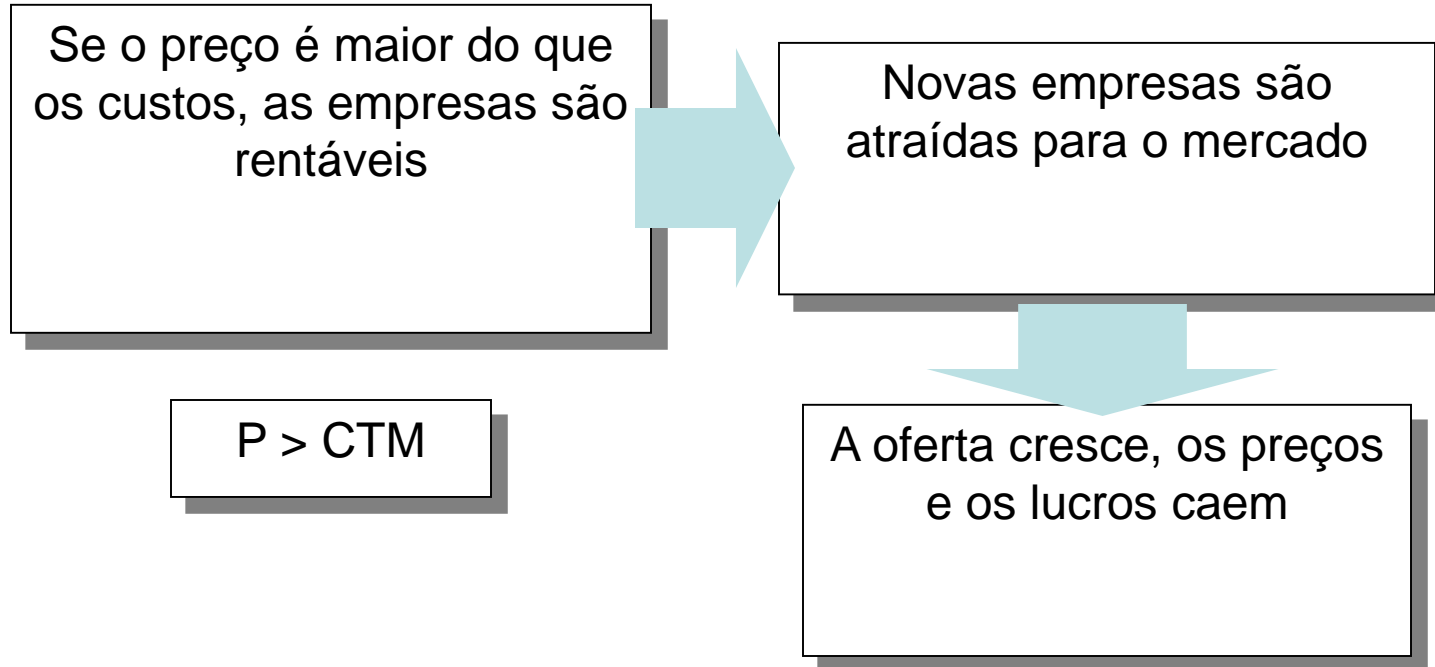 Se o preço é maior do que
os custos, as empresas são
rentáveis
Novas empresas são
atraídas para o mercado
P > CTM
A oferta cresce, os preços
e os lucros caem